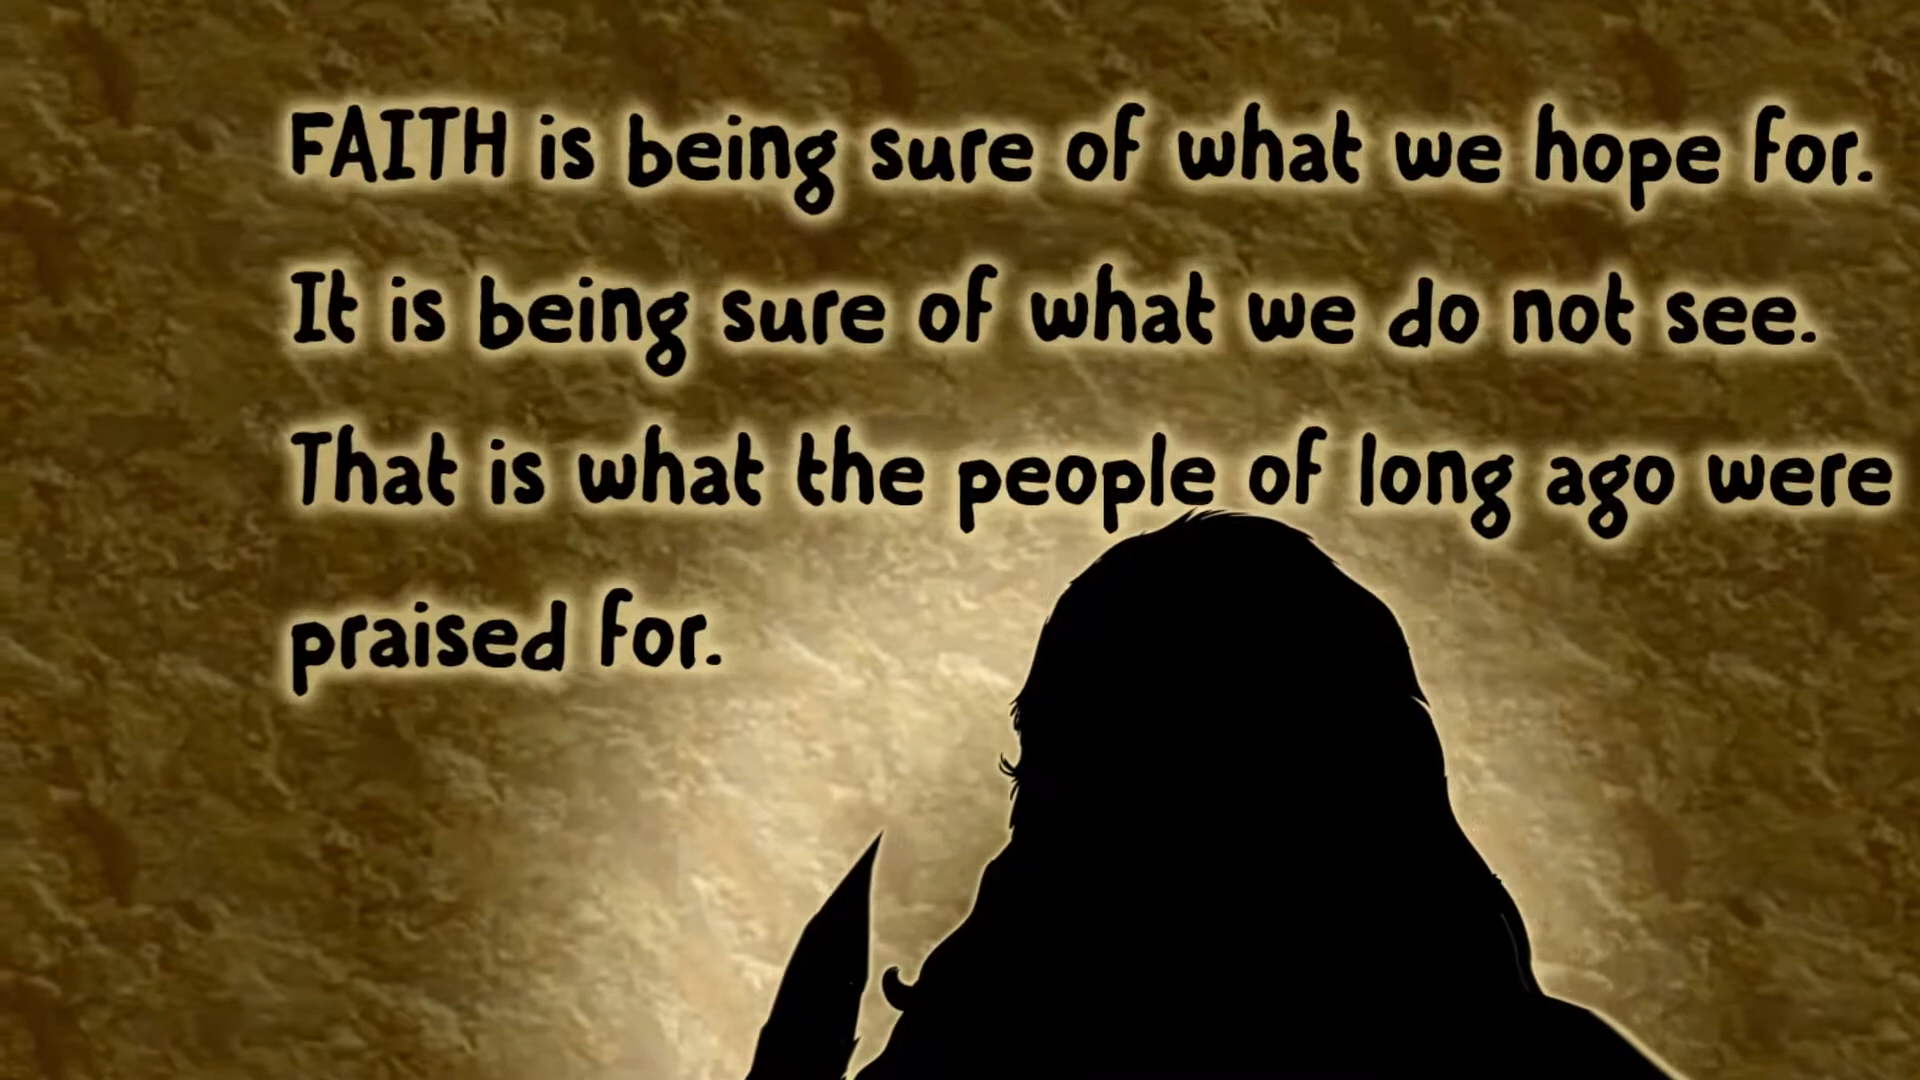 FAITH is being sure of what we hope for.
It is being sure of what we do not see.
That is what the people of long ago were
praised for.